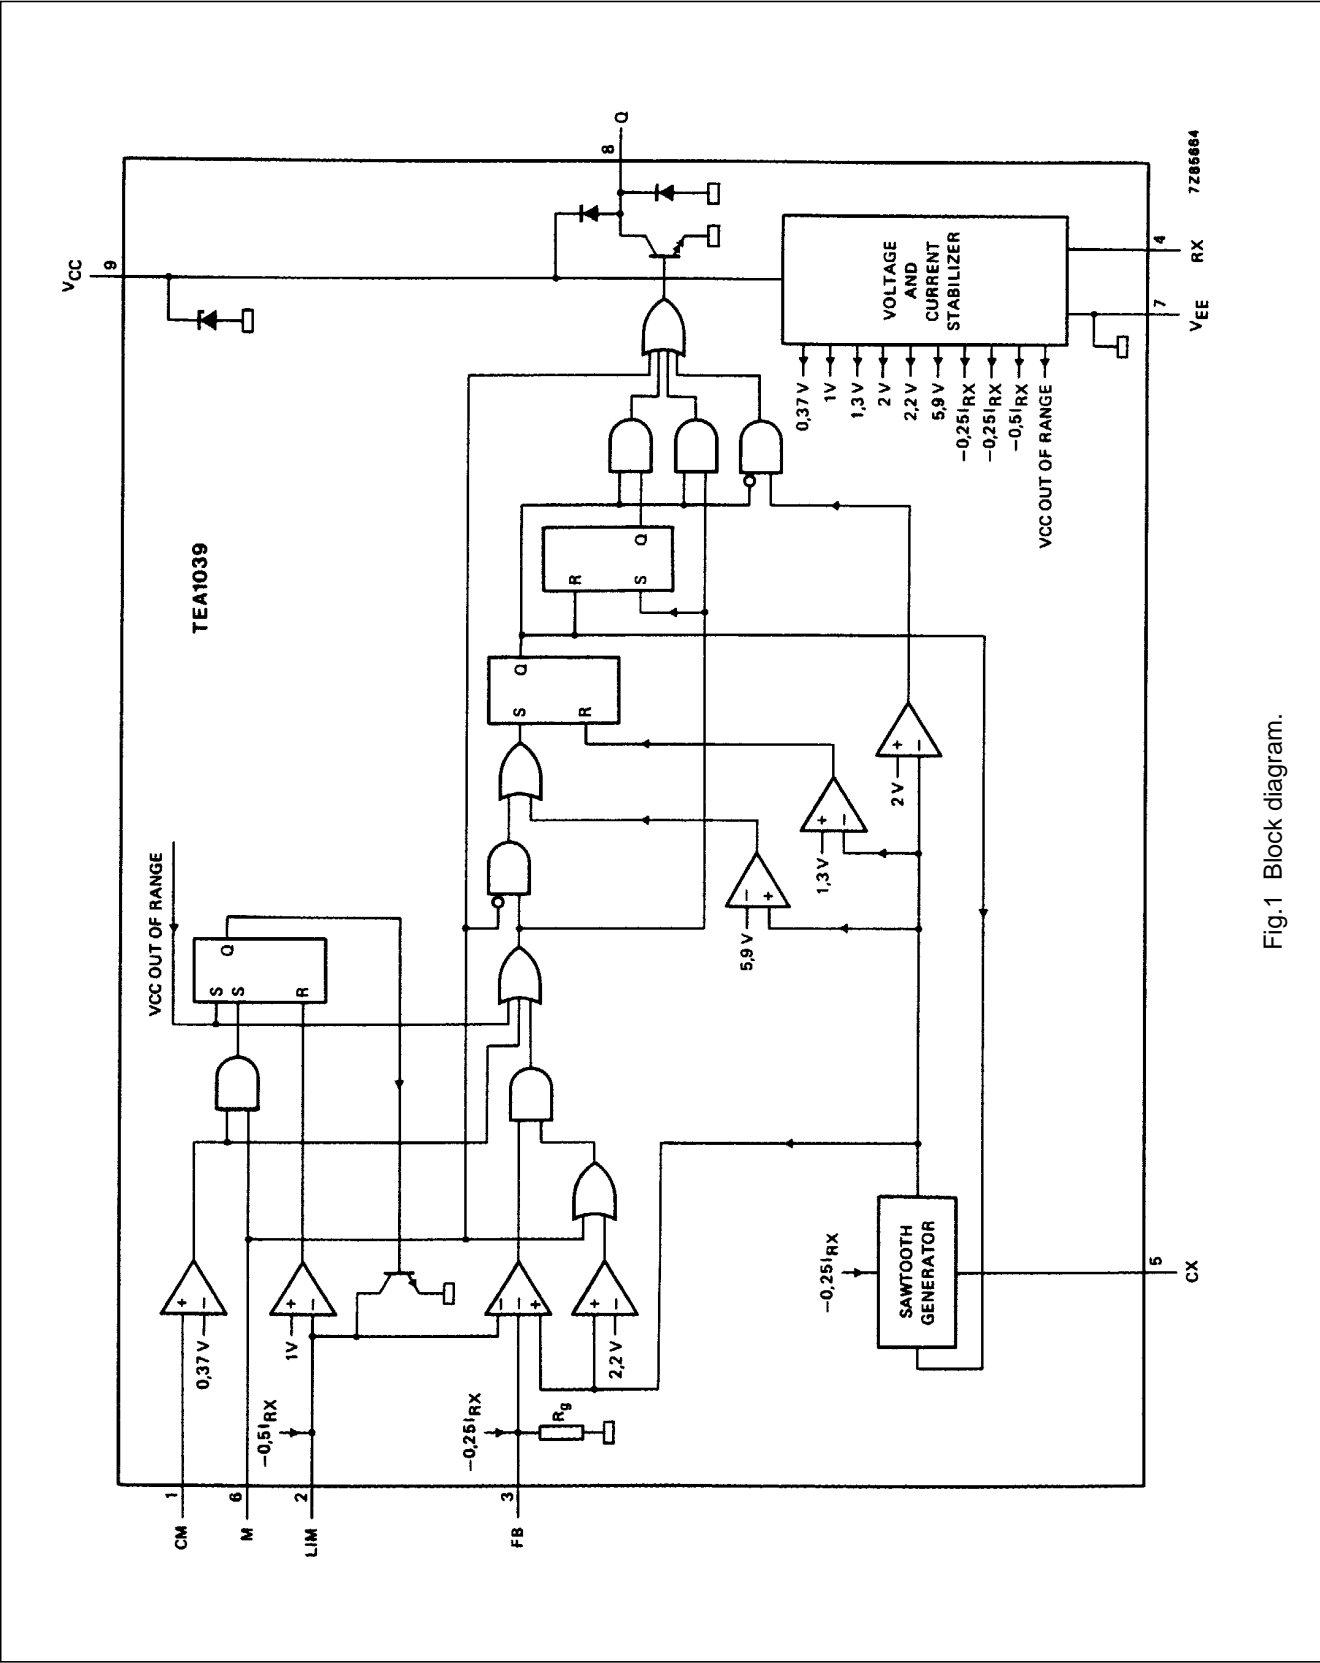 TEA1039
VCC
9
Q
8
7Z85664
VOLTAGE
AND
CURRENT
STABILIZER
4
RX
7
VEE
0,37 V
1V
1,3 V
2 V
2,2 V
5,9 V
−0,25IRX
−0,25IRX
−0,5IRX
VCC OUT OF RANGE
VCC OUT OF RANGE
S
S
R
Q
S
R
Q
R
S
Q
+
−
0,37 V
+
−
1V
−
−
+
+
−
2,2 V
−
+
5,9 V
+
−
1,3 V
+
−
2 V
−0,5IRX
−0,25IRX
Rg
−0,25IRX
SAWTOOTH
GENERATOR
CM
1
M
6
LIM
2
FB
3
5
CX
Fig.1 Block diagram.